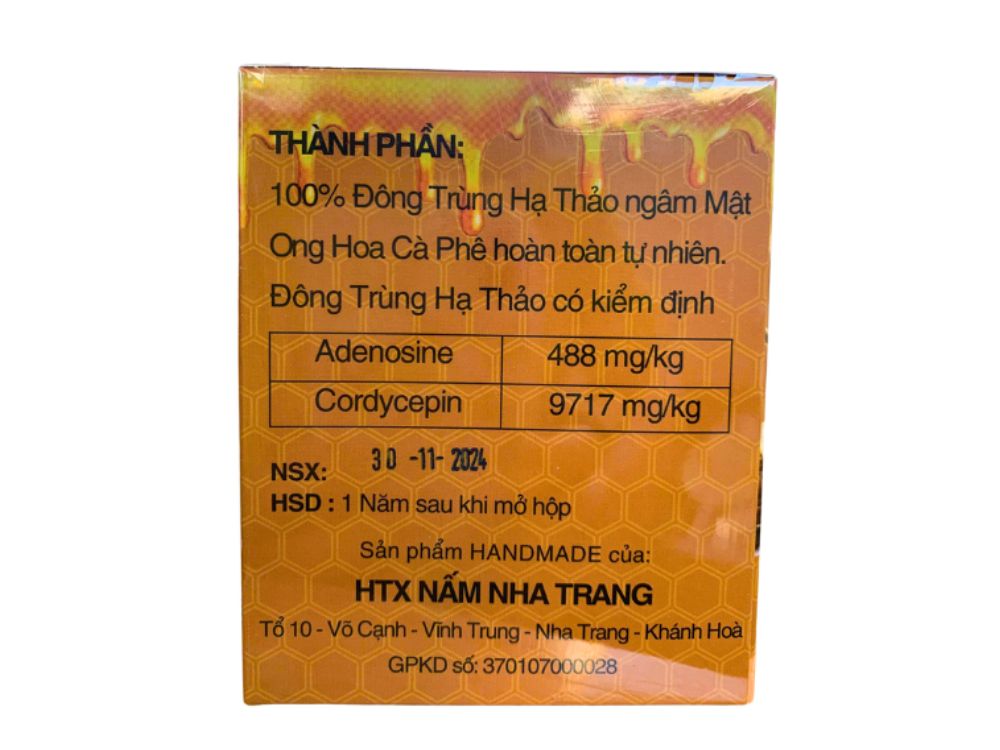 THÀNH PHẦN:
100% Đông Trùng Hạ Thảo ngâm Mật
Ong Hoa Cà Phê hoàn toàn tự nhiên.
Đông Trùng Hạ Thảo có kiểm định
Adenosine 488 mg/kg
Cordycepin 9717 mg/kg
NSX: 30 -11- 2024
HSD : 1 Năm sau khi mở hộp
Sản phẩm HANDMADE của:
HTX NẤM NHA TRANG
Tổ 10 - Võ Cạnh - Vĩnh Trung - Nha Trang - Khánh Hoà
GPKD số: 370107000028